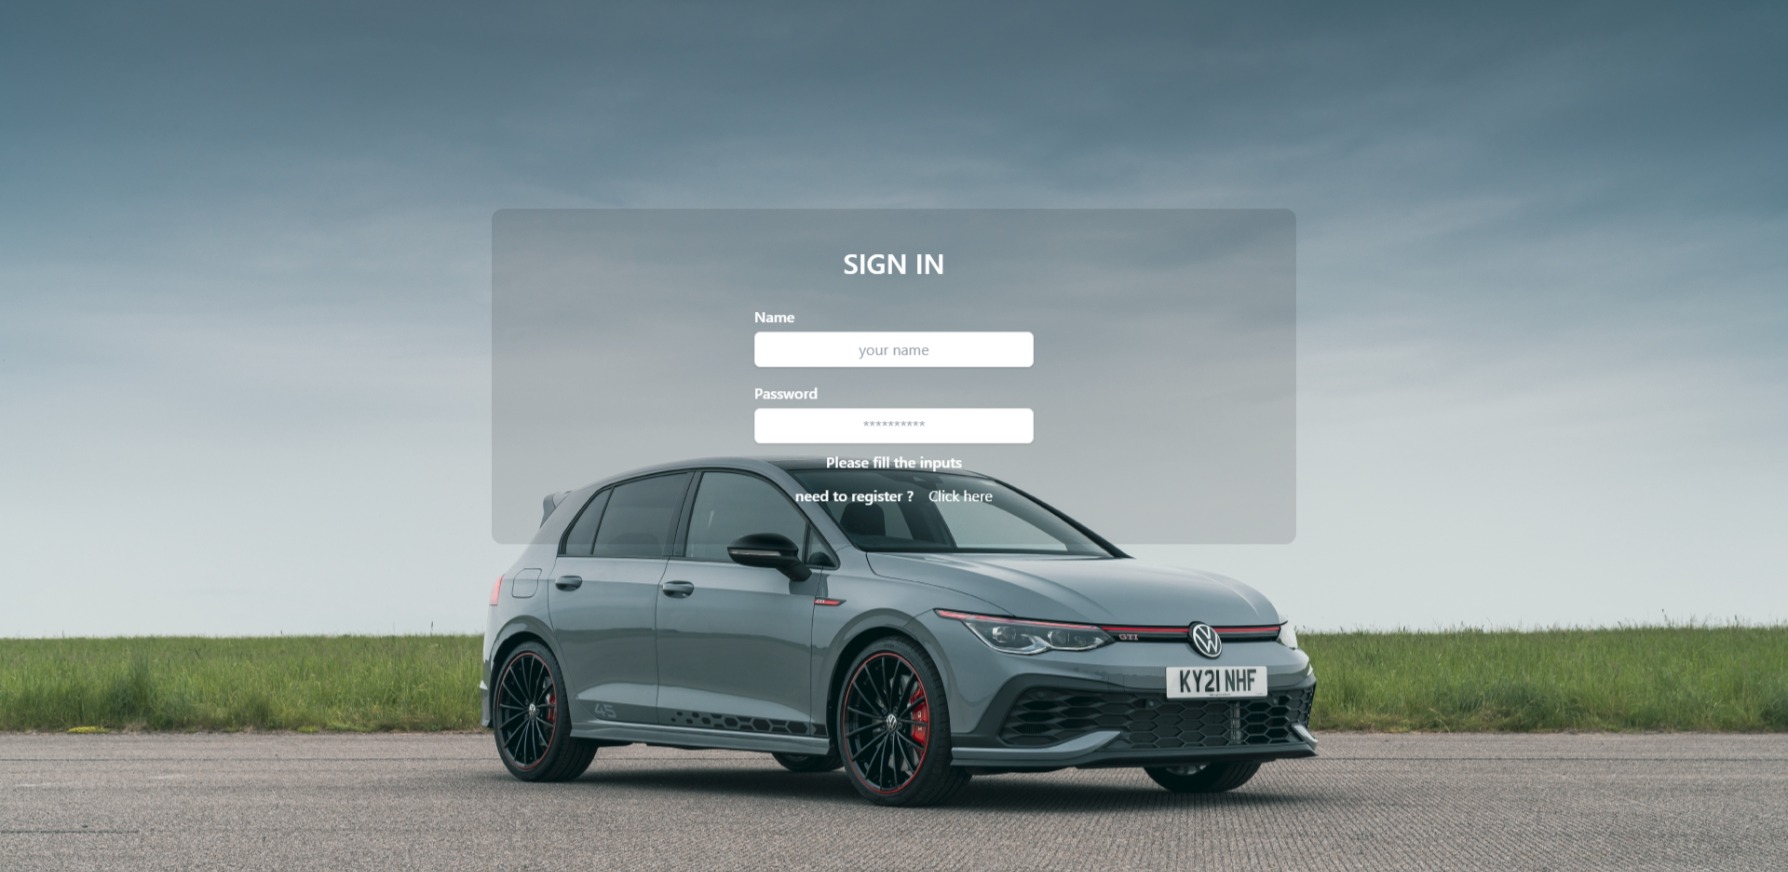 SIGN IN
Name
your name
Password
**********
Please fill the inputs
need to register ? Click here
GTI
KY21 NHF
45